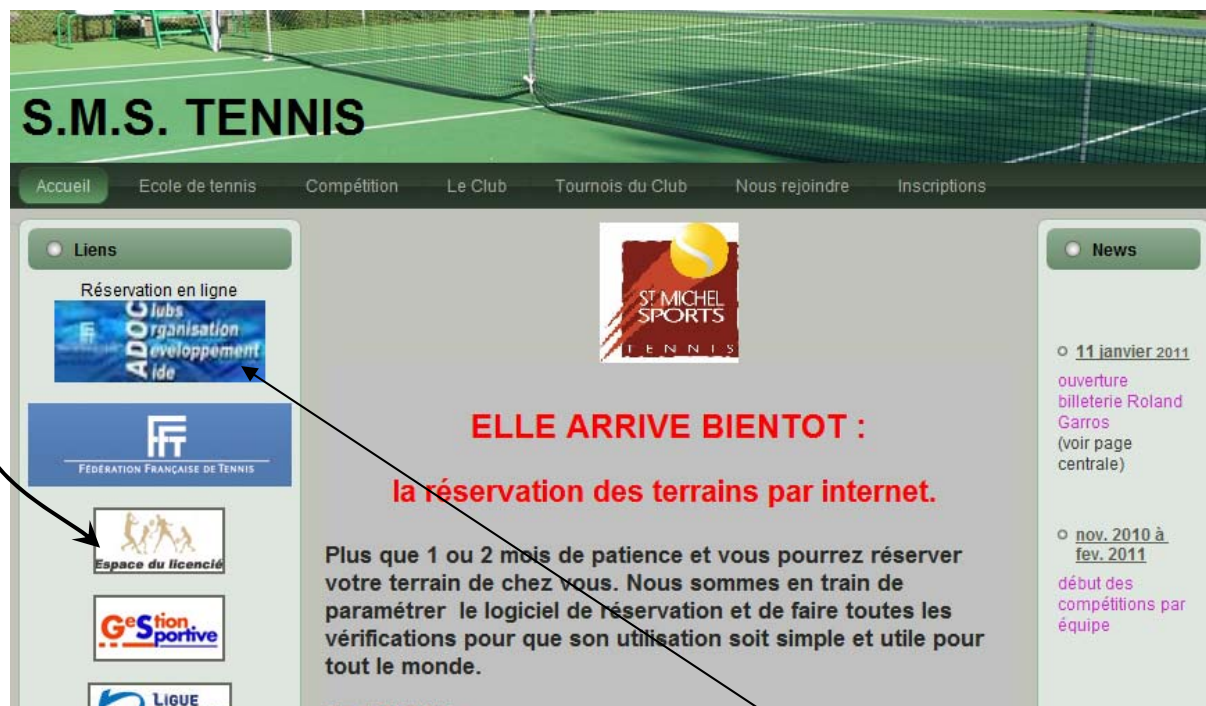 S.M.S. TENNIS
Accueil Ecole de tennis Compétition Le Club Tournois du Club Nous rejoindre Inscriptions
Liens
Réservation en ligne
Clubs
Organisation
Developpement
Aide
ADOC
FFT
FÉDÉRATION FRANÇAISE DE TENNIS
Espace du licencié
GeStion
Sportive
LIGUE
ST MICHEL
SPORTS
TENNIS
ELLE ARRIVE BIENTOT :
la réservation des terrains par internet.
Plus que 1 ou 2 mois de patience et vous pourrez réserver
votre terrain de chez vous. Nous sommes en train de
paramétrer le logiciel de réservation et de faire toutes les
vérifications pour que son utilisation soit simple et utile pour
tout le monde.
News
11 janvier 2011
ouverture
billeterie Roland
Garros
(voir page
centrale)
nov. 2010 à
fev. 2011
début des
compétitions par
équipe